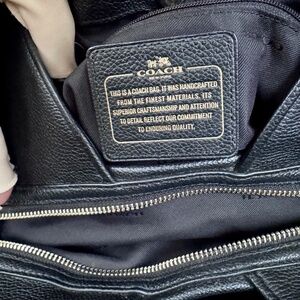 COACH
THIS IS A COACH BAG. IT WAS HANDCRAFTED
FROM THE FINEST MATERIALS. ITS
SUPERIOR CRAFTSMANSHIP AND ATTENTION
TO DETAIL REFLECT OUR COMMITMENT
TO ENDURING QUALITY.